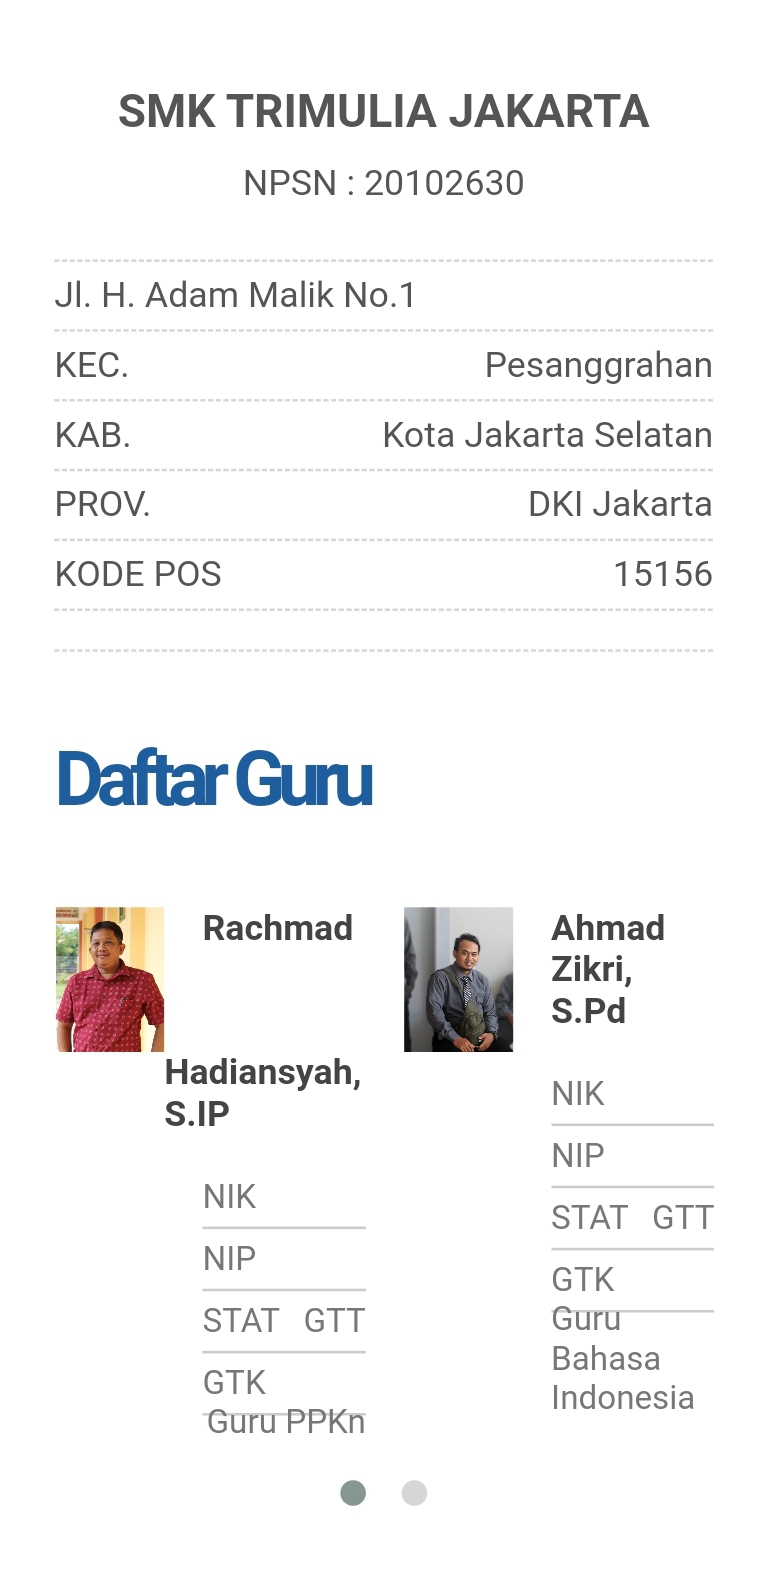 SMK TRIMULIA JAKARTA
NPSN : 20102630
Jl. H. Adam Malik No.1
KEC. Pesanggrahan
KAB. Kota Jakarta Selatan
PROV. DKI Jakarta
KODE POS 15156
Daftar Guru
Rachmad
Hadiansyah,
S.IP
NIK
NIP
STAT GTT
GTK
Guru PPKn
Ahmad
Zikri,
S.Pd
NIK
NIP
STAT GTT
GTK
Guru
Bahasa
Indonesia